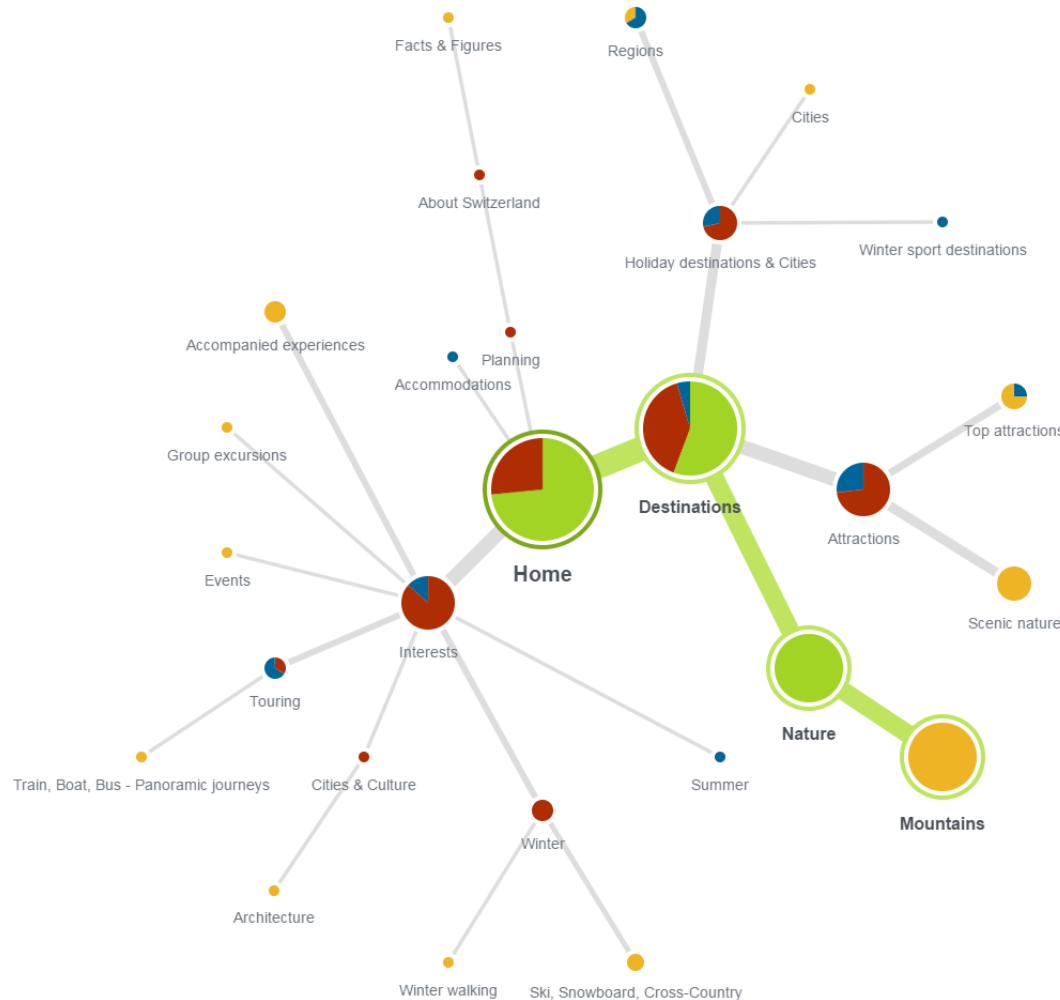 Facts & Figures
Regions
Cities
About Switzerland
Holiday destinations & Cities
Winter sport destinations
Accompanied experiences
Planning
Accommodations
Top attractions
Group excursions
Destinations
Attractions
Home
Events
Scenic nature
Interests
Touring
Nature
Train, Boat, Bus - Panoramic journeys
Cities & Culture
Summer
Mountains
Winter
Architecture
Winter walking
Ski, Snowboard, Cross-Country